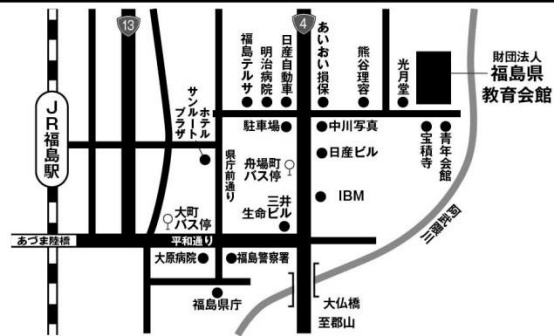 13
4
福島テルサ
明治病院
日産自動車
あいおい損保
熊谷理容
光月堂
財団法人
福島県
教育会館
JR福島駅
ホテル
サンルート
プラザ
駐車場
中川写真
宝積寺
青年会館
県庁前通り
舟場町
バス停
日産ビル
三井
生命ビル
IBM
阿武隈川
大町
バス停
あづま陸橋
平和通り
大原病院
福島警察署
福島県庁
大仏橋
至郡山